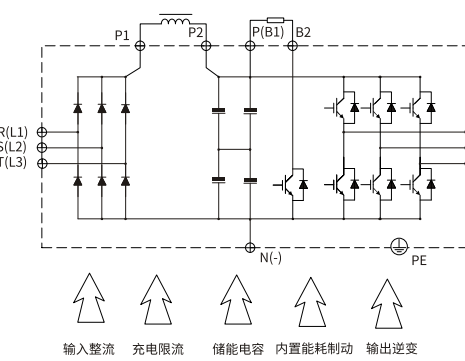 P1
P2
P(B1)
B2
R(L1)
S(L2)
T(L3)
N(-)
PE
输入整流 充电限流 储能电容 内置能耗制动 输出逆变